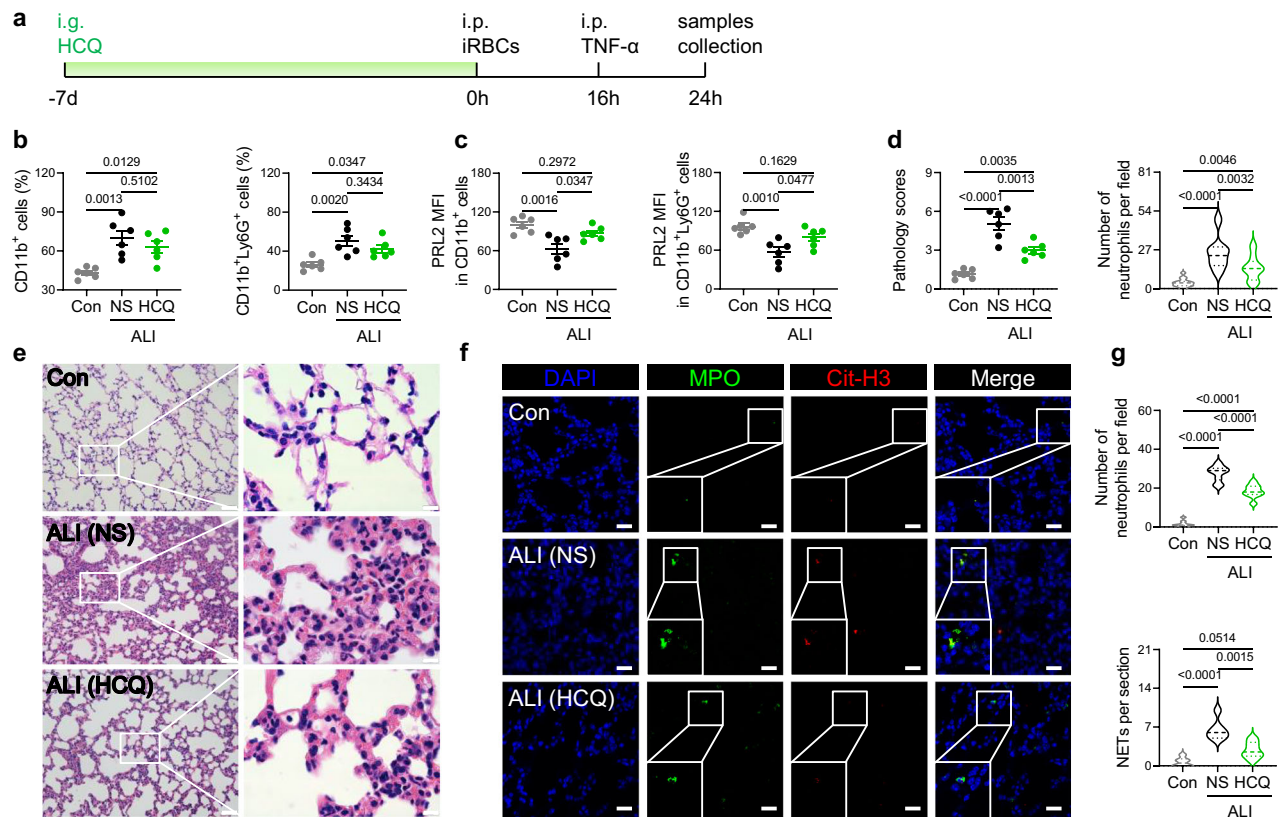 a
i.g.
HCQ
i.p.
iRBCs
i.p.
TNF-α
samples
collection
-7d
0h
16h
24h
b
CD11b+ cells (%)
120
90
60
30
0.0129
0.5102
0.0013
Con NS HCQ
ALI
CD11b+Ly6G+ cells (%)
120
80
40
0
0.0347
0.3434
0.0020
Con NS HCQ
ALI
c
PRL2 MFI
in CD11b+ cells
180
120
60
0
0.2972
0.0347
0.0016
Con NS HCQ
ALI
PRL2 MFI
in CD11b+Ly6G+ cells
180
120
60
0
0.1629
0.0477
0.0010
Con NS HCQ
ALI
d
Pathology scores
9
6
3
0
0.0035
0.0013
<0.0001
Con NS HCQ
ALI
Number of
neutrophils per field
81
54
27
0
0.0046
0.0032
<0.0001
Con NS HCQ
ALI
e
Con
ALI (NS)
ALI (HCQ)
f
DAPI
MPO
Cit-H3
Merge
Con
ALI (NS)
ALI (HCQ)
g
Number of
neutrophils per field
60
40
20
0
<0.0001
<0.0001
<0.0001
Con NS HCQ
ALI
NETs per section
21
14
7
0
0.0514
0.0015
<0.0001
Con NS HCQ
ALI